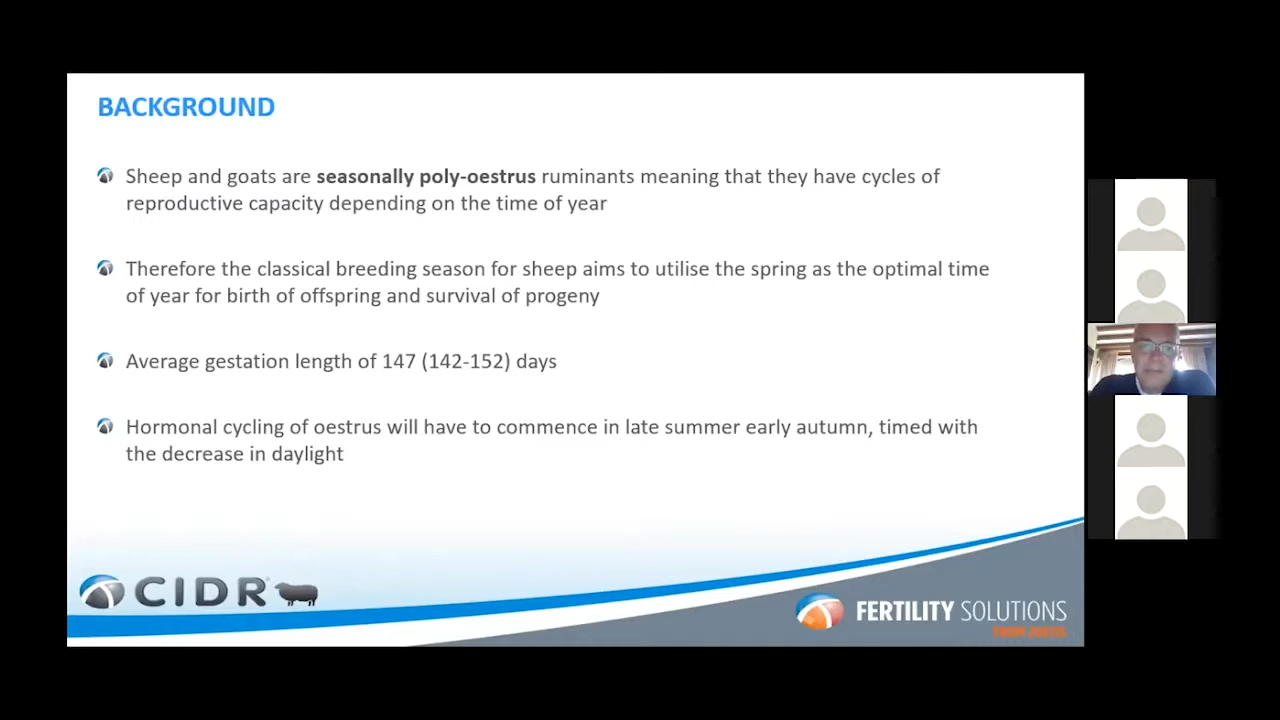 BACKGROUND
Sheep and goats are seasonally poly-oestrus ruminants meaning that they have cycles of
reproductive capacity depending on the time of year
Therefore the classical breeding season for sheep aims to utilise the spring as the optimal time
of year for birth of offspring and survival of progeny
Average gestation length of 147 (142-152) days
Hormonal cycling of oestrus will have to commence in late summer early autumn, timed with
the decrease in daylight
CIDR
FERTILITY SOLUTIONS
FROM ZOETIS